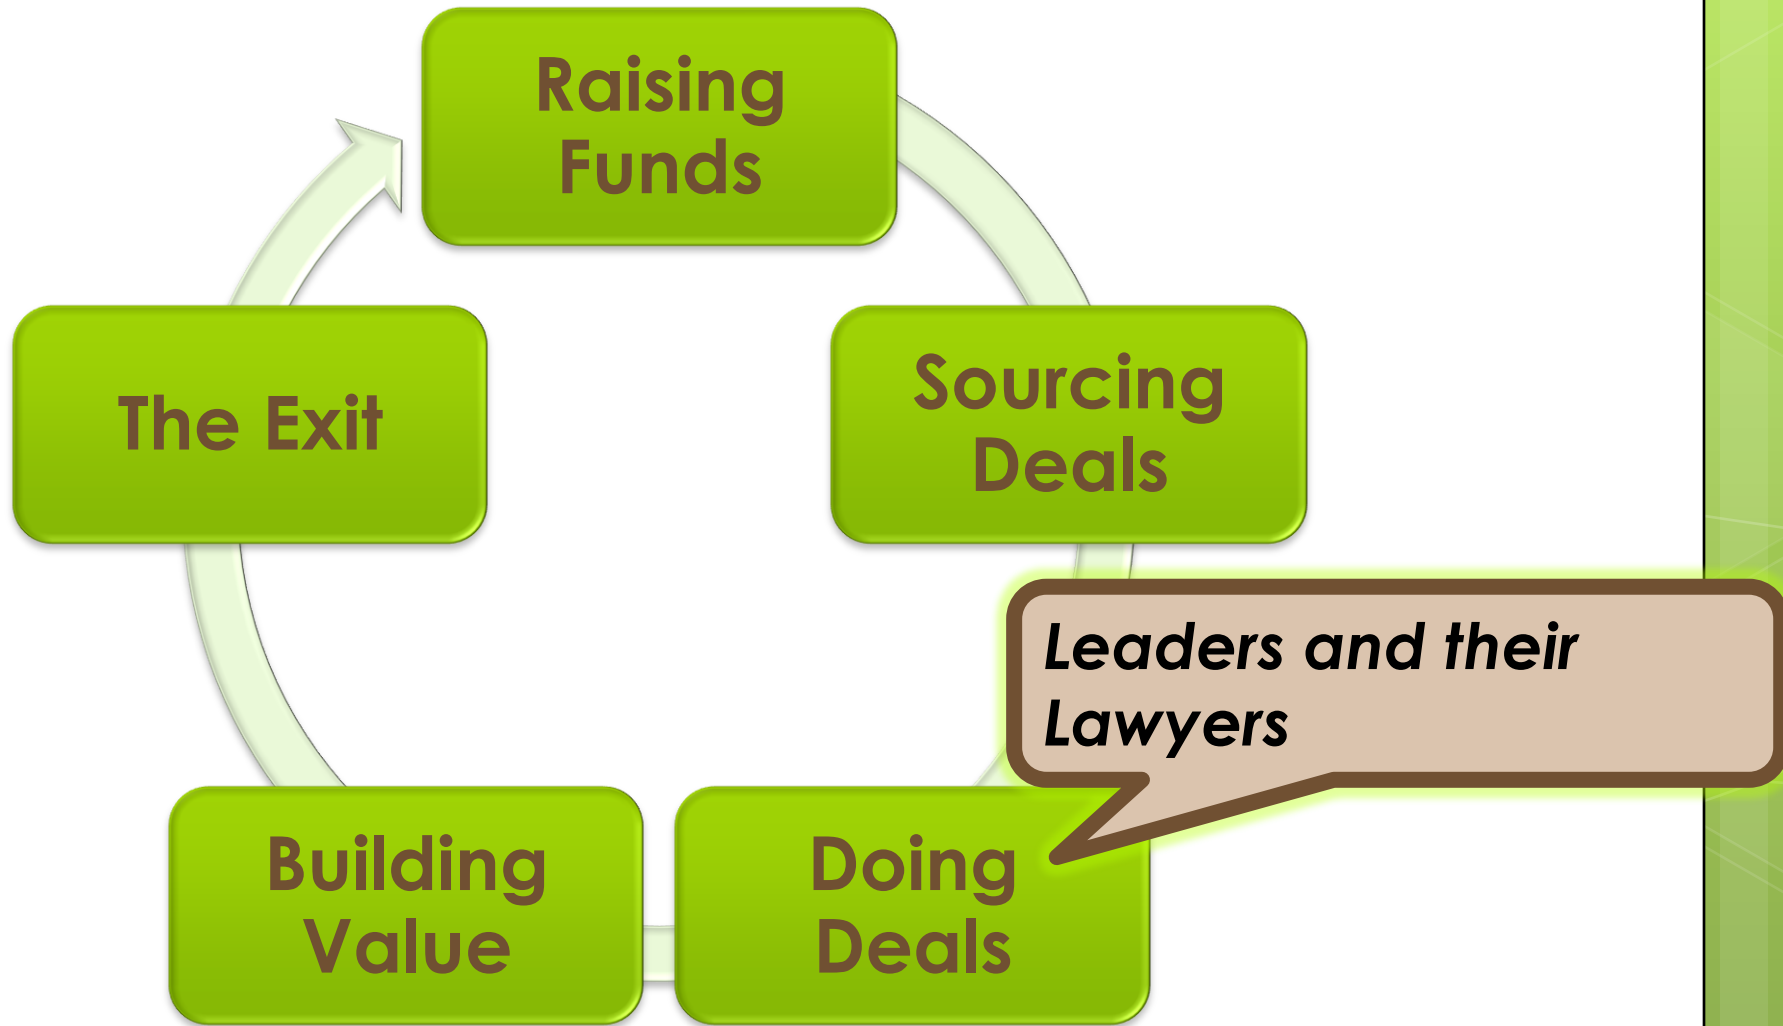 Raising
Funds
Sourcing
Deals
The Exit
Leaders and their
Lawyers
Building
Value
Doing
Deals